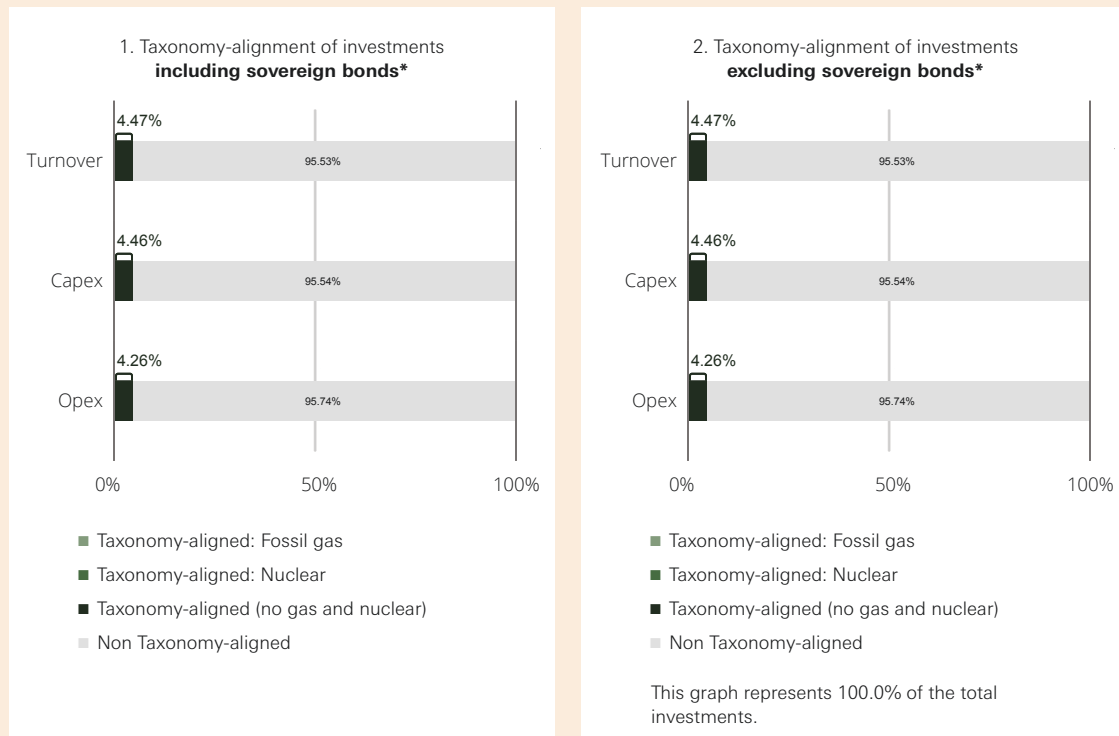 1. Taxonomy-alignment of investments
including sovereign bonds*
4.47%
Turnover
95.53%
4.46%
Capex
95.54%
4.26%
Opex
95.74%
0%
50%
100%
Taxonomy-aligned: Fossil gas
Taxonomy-aligned: Nuclear
Taxonomy-aligned (no gas and nuclear)
Non Taxonomy-aligned
2. Taxonomy-alignment of investments
excluding sovereign bonds*
4.47%
Turnover
95.53%
4.46%
Capex
95.54%
4.26%
Opex
95.74%
0%
50%
100%
Taxonomy-aligned: Fossil gas
Taxonomy-aligned: Nuclear
Taxonomy-aligned (no gas and nuclear)
Non Taxonomy-aligned
This graph represents 100.0% of the total
investments.